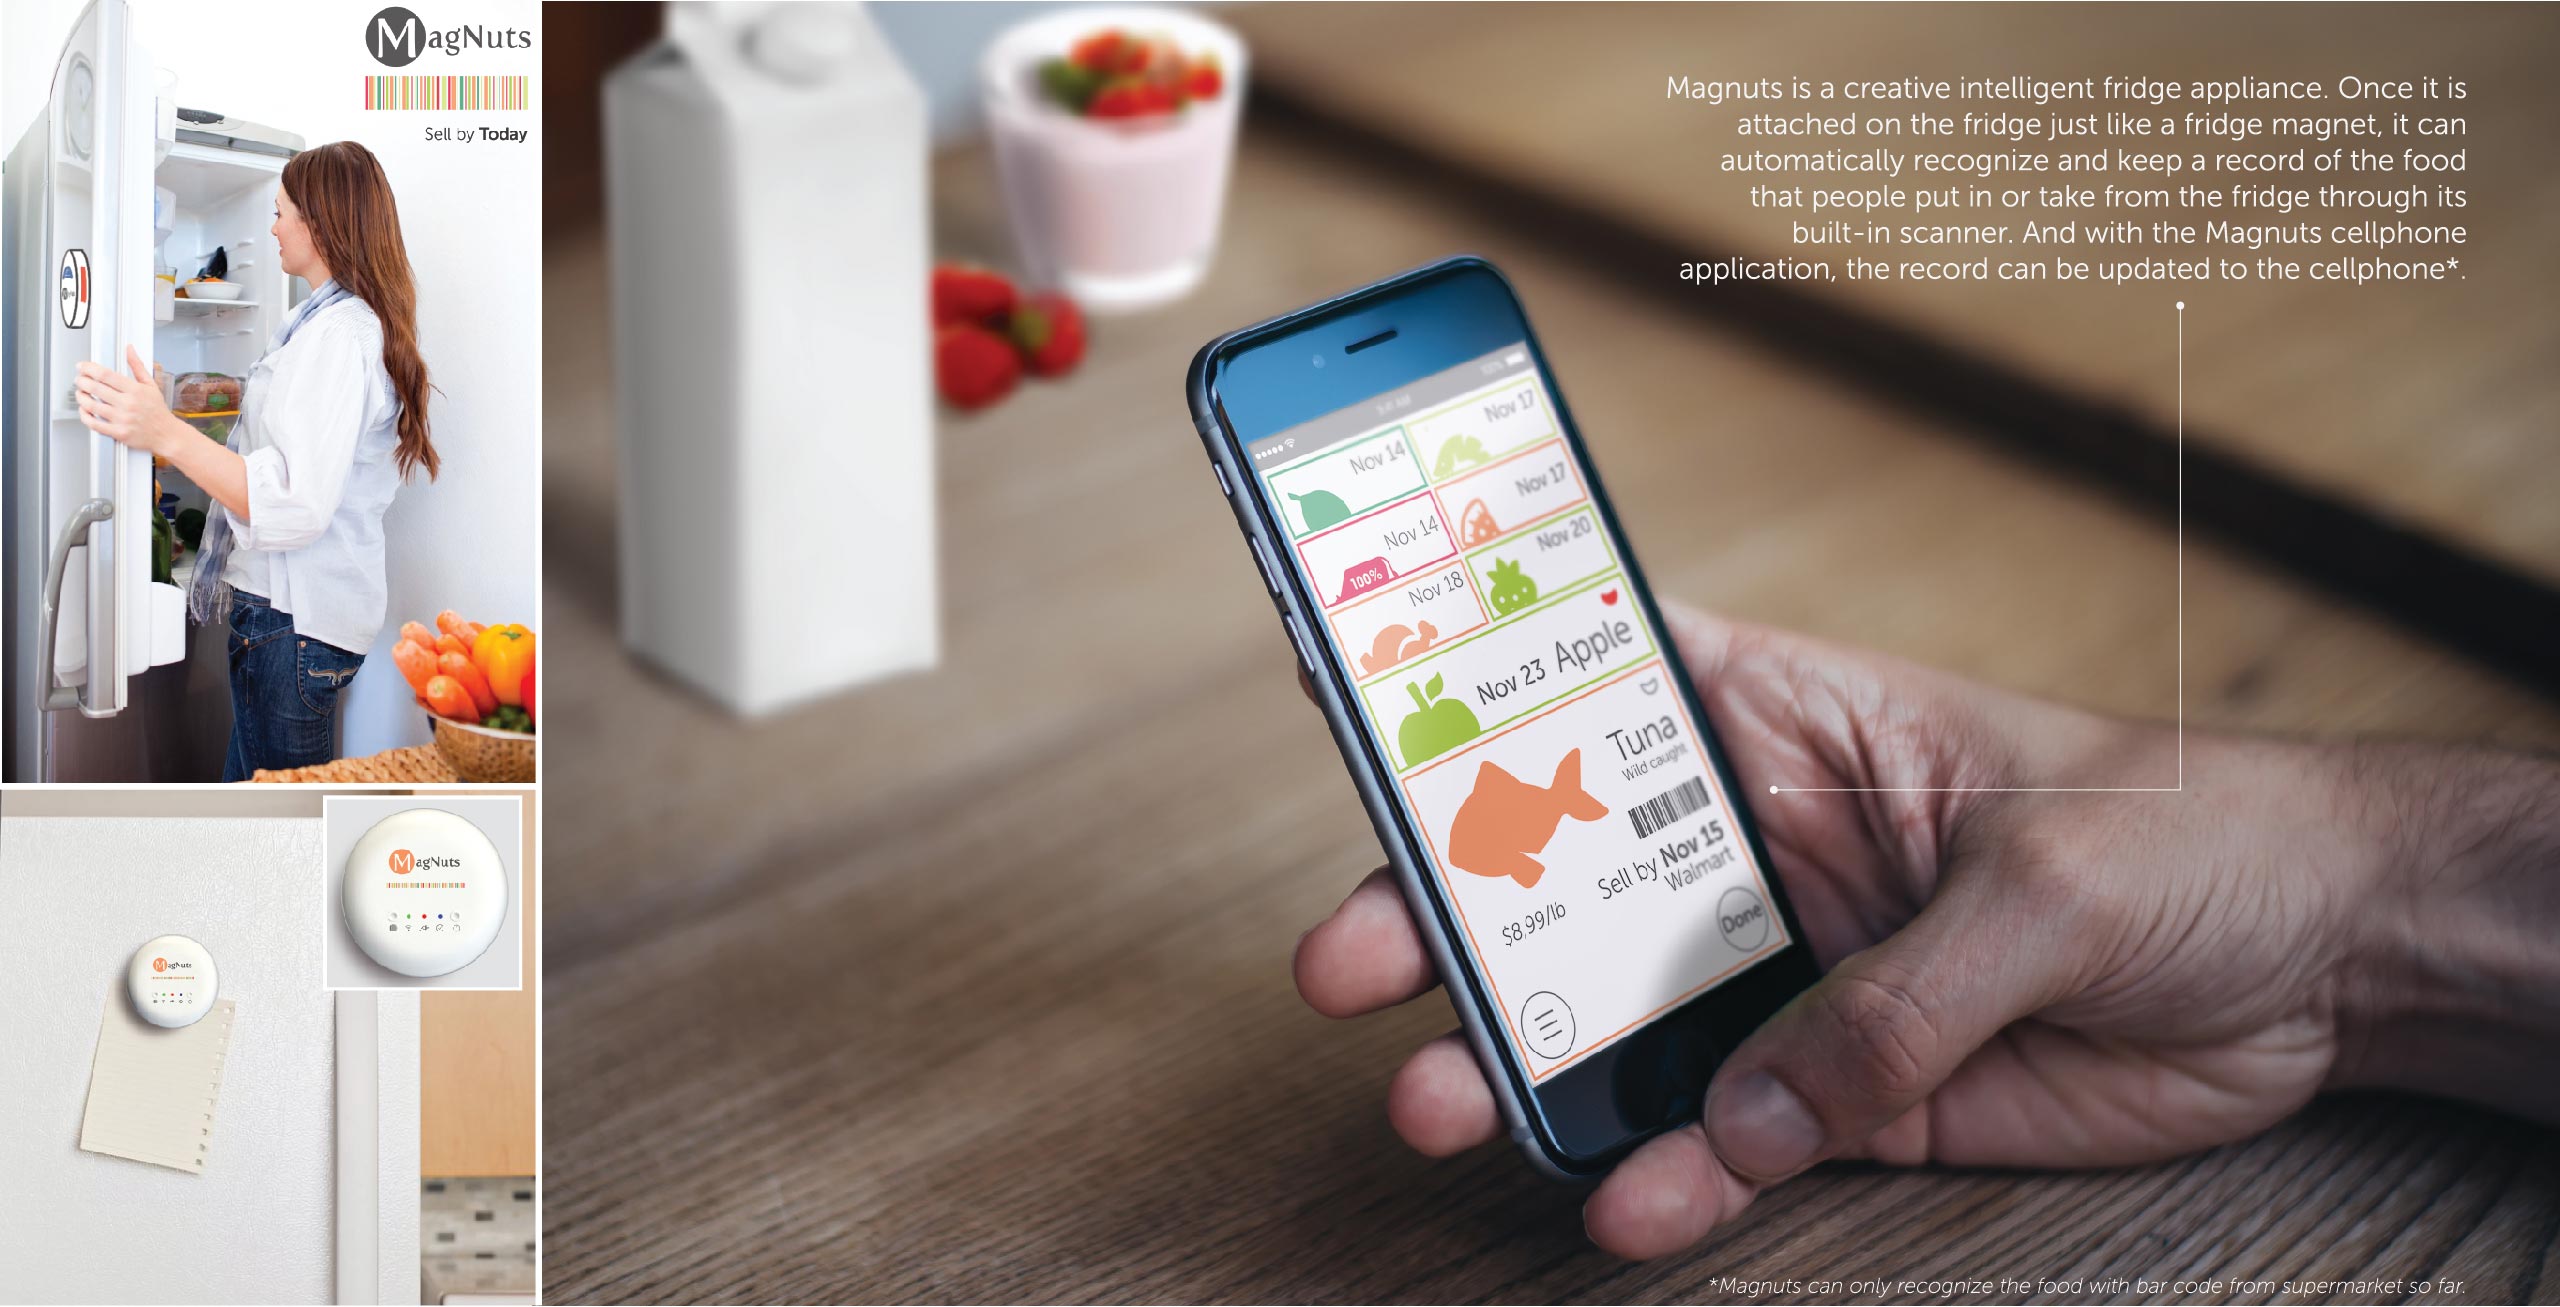 MagNuts
Sell by Today
MagNuts
MagNuts
Magnuts is a creative intelligent fridge appliance. Once it is
attached on the fridge just like a fridge magnet, it can
automatically recognize and keep a record of the food
that people put in or take from the fridge through its
built-in scanner. And with the Magnuts cellphone
application, the record can be updated to the cellphone*.
9:41 AM
100%
Nov 14
Nov 17
Nov 14
100%
Nov 17
Nov 18
Nov 20
Nov 23 Apple
Tuna
Wild caught
Sell by Nov 15
Walmart
$8.99/lb
Done
*Magnuts can only recognize the food with bar code from supermarket so far.